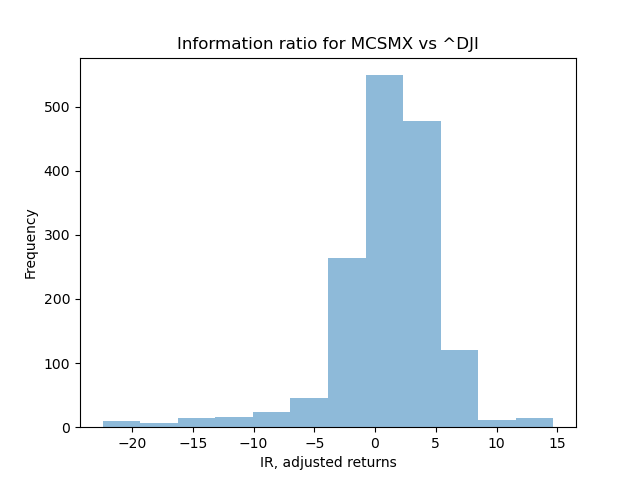 Information ratio for MCSMX vs ^DJI
500
400
300
200
100
0
Frequency
−20 −15 −10 −5 0 5 10 15
IR, adjusted returns